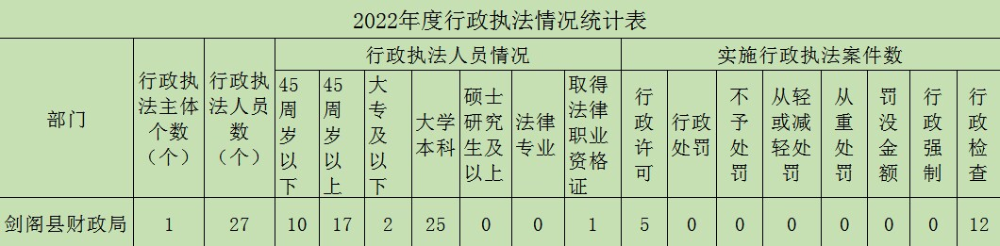 2022年度行政执法情况统计表
部门
行政执
法主体
个数
（个）
行政执
法人员
数
（个）
行政执法人员情况
45
周
岁
以
下
45
周
岁
以
上
大
专
及
以
下
大学
本科
硕士
研究
生及
以上
法律
专业
取得
法律
职业
资格
证
实施行政执法案件数
行
政
许
可
行政
处罚
不
予
处
罚
从轻
或减
轻处
罚
从
重
处
罚
罚
没
金
额
行
政
强
制
行
政
检
查
剑阁县财政局 1 27 10 17 2 25 0 0 1 5 0 0 0 0 0 0 12